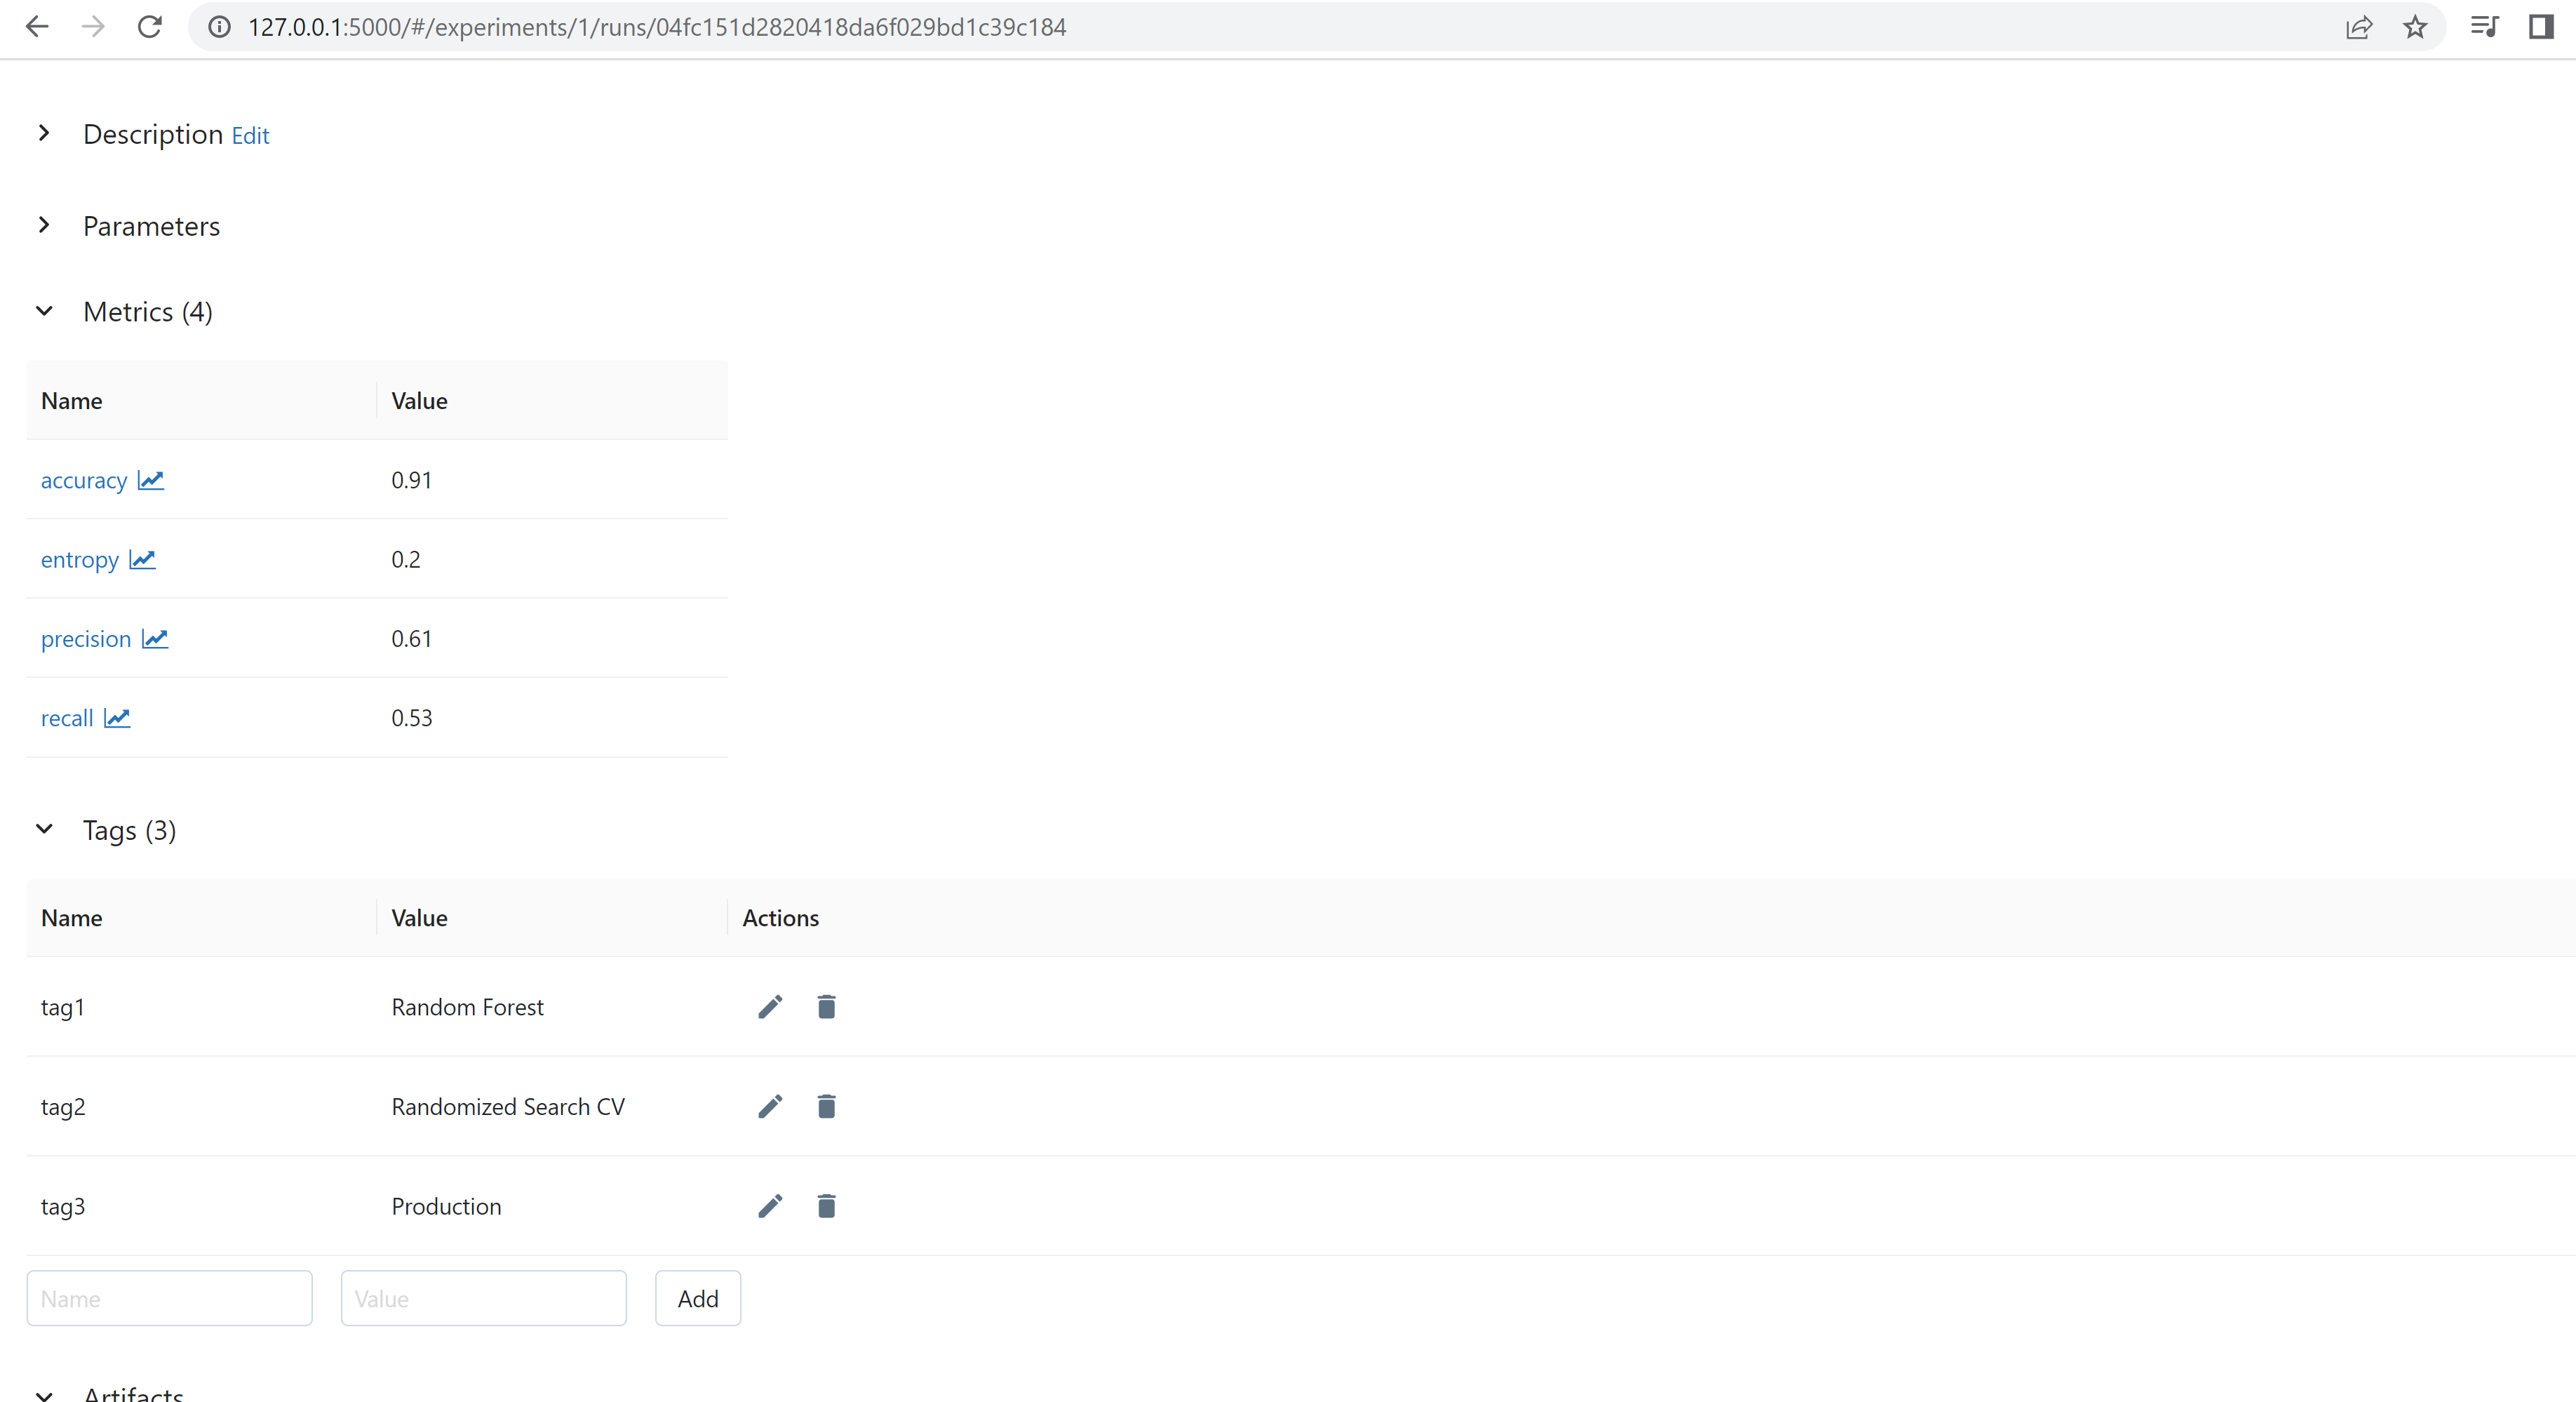 127.0.0.1:5000/#/experiments/1/runs/04fc151d2820418da6f029bd1c39c184
Description Edit
Parameters
Metrics (4)
Name Value
accuracy 0.91
entropy 0.2
precision 0.61
recall 0.53
Tags (3)
Name Value Actions
tag1 Random Forest
tag2 Randomized Search CV
tag3 Production
Name Value Add
Artifacts